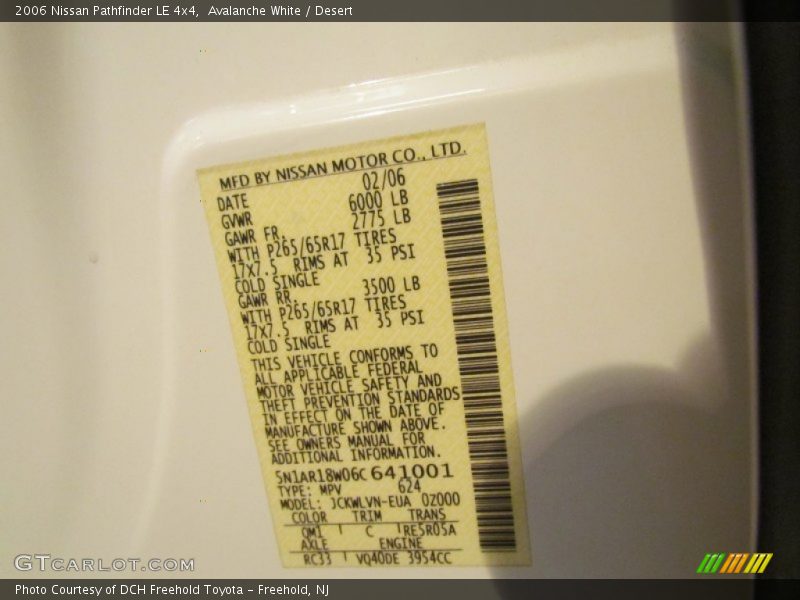 2006 Nissan Pathfinder LE 4x4, Avalanche White / Desert
MFD BY NISSAN MOTOR CO., LTD.
DATE 02/06
GVWR 6000 LB
GAWR FR. 2775 LB
WITH P265/65R17 TIRES
17X7.5 RIMS AT 35 PSI
COLD SINGLE
GAWR RR. 3500 LB
WITH P265/65R17 TIRES
17X7.5 RIMS AT 35 PSI
COLD SINGLE
THIS VEHICLE CONFORMS TO
ALL APPLICABLE FEDERAL
MOTOR VEHICLE SAFETY AND
THEFT PREVENTION STANDARDS
IN EFFECT ON THE DATE OF
MANUFACTURE SHOWN ABOVE.
SEE OWNERS MANUAL FOR
ADDITIONAL INFORMATION.
5N1AR18W06C641001
TYPE: MPV 624
MODEL: JCKWLVN-EUA 0Z000
COLOR TRIM TRANS
QM1 C RE5R05A
AXLE ENGINE
RC33 VQ40DE 3954CC
GTCARLOT.COM
Photo Courtesy of DCH Freehold Toyota - Freehold, NJ